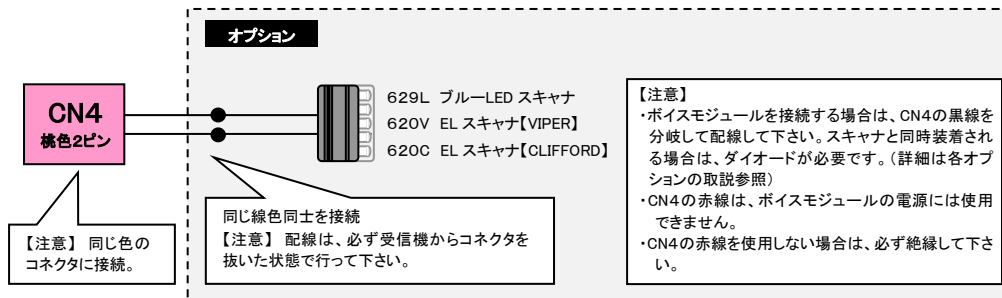 オプション
CN4
桃色2ピン
629L ブルーLED スキャナ
620V EL スキャナ【VIPER】
620C EL スキャナ【CLIFFORD】
【注意】
・ボイスモジュールを接続する場合は、CN4の黒線を
分岐して配線して下さい。スキャナと同時装着され
る場合は、ダイオードが必要です。（詳細は各オプ
ションの取説参照）
・CN4の赤線は、ボイスモジュールの電源には使用
できません。
・CN4の赤線を使用しない場合は、必ず絶縁して下さ
い。
【注意】 同じ色の
コネクタに接続。
同じ線色同士を接続
【注意】 配線は、必ず受信機からコネクタを
抜いた状態で行って下さい。